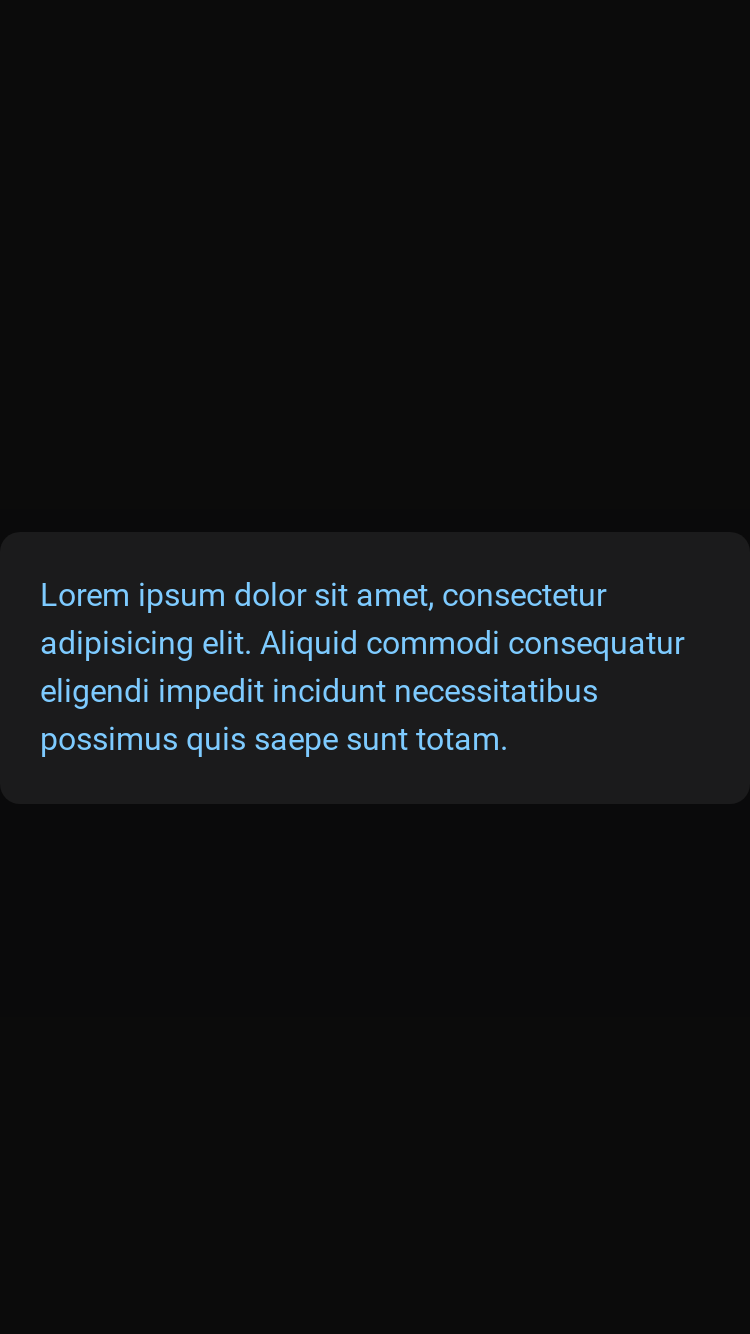 Lorem ipsum dolor sit amet, consectetur
adipisicing elit. Aliquid commodi consequatur
eligendi impedit incidunt necessitatibus
possimus quis saepe sunt totam.